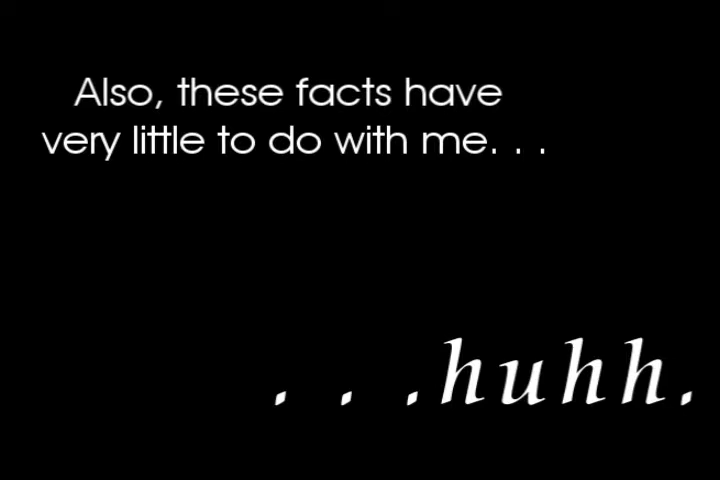 Also, these facts have
very little to do with me. . .
. . .huhh.